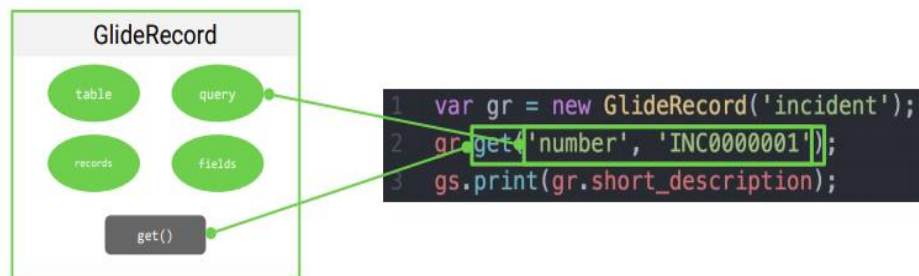 GlideRecord
table query
records fields
get()
1 var gr = new GlideRecord('incident');
2 gr.get('number', 'INC0000001');
3 gs.print(gr.short_description);